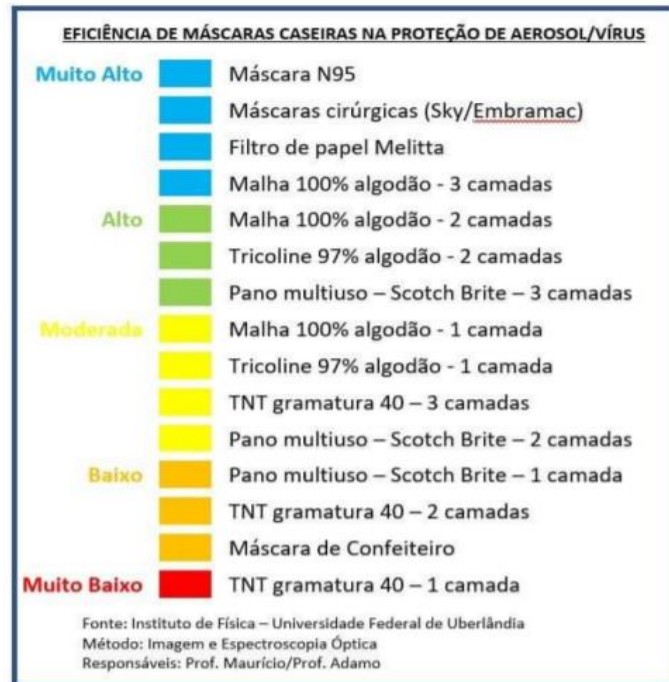 EFICIÊNCIA DE MÁSCARAS CASEIRAS NA PROTEÇÃO DE AEROSOL/VÍRUS
Muito Alto Máscara N95
Máscaras cirúrgicas (Sky/Embramac)
Filtro de papel Melitta
Malha 100% algodão - 3 camadas
Alto Malha 100% algodão - 2 camadas
Tricoline 97% algodão - 2 camadas
Pano multiuso – Scotch Brite – 3 camadas
Moderada Malha 100% algodão - 1 camada
Tricoline 97% algodão - 1 camada
TNT gramatura 40 – 3 camadas
Pano multiuso – Scotch Brite – 2 camadas
Baixo Pano multiuso – Scotch Brite – 1 camada
TNT gramatura 40 – 2 camadas
Máscara de Confeiteiro
Muito Baixo TNT gramatura 40 – 1 camada
Fonte: Instituto de Física – Universidade Federal de Uberlândia
Método: Imagem e Espectroscopia Óptica
Responsáveis: Prof. Maurício/Prof. Adamo